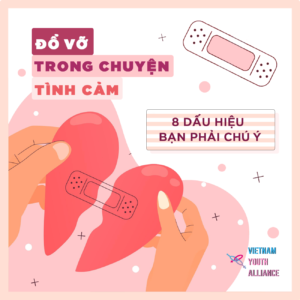 ĐỔ VỠ
TRONG CHUYỆN
TÌNH CẢM
8 DẤU HIỆU
BẠN PHẢI CHÚ Ý
VIETNAM
YOUTH
ALLIANCE